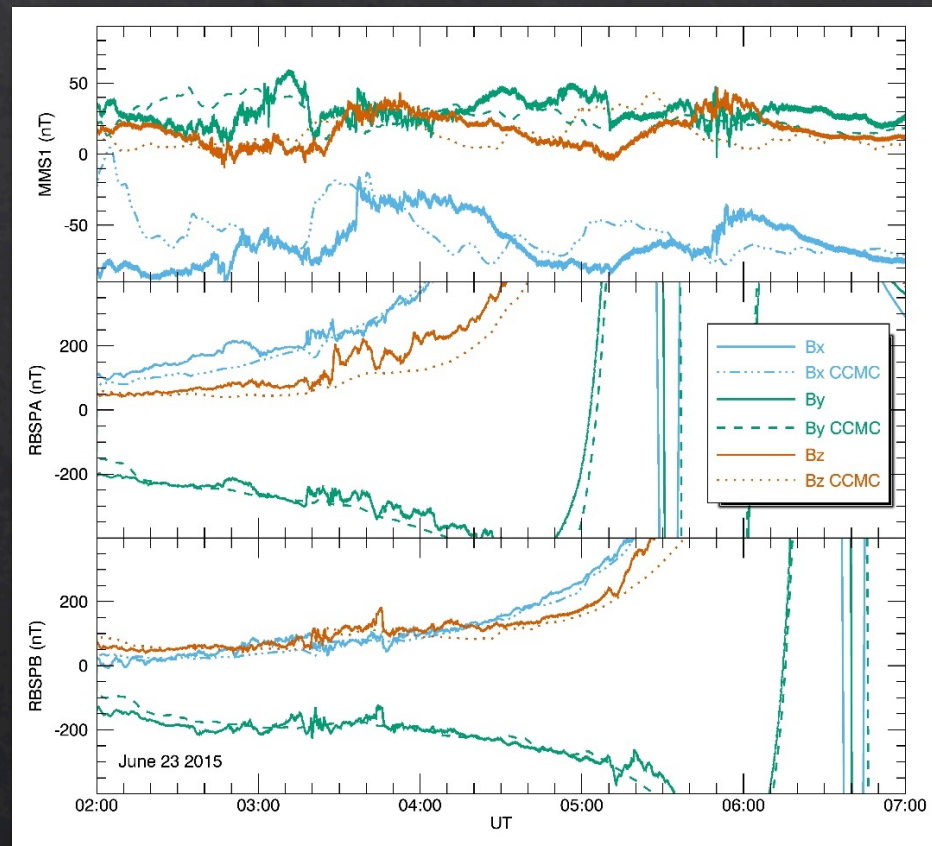 MMS1 (nT)
50
0
-50
RBSPA (nT)
200
0
-200
Bx
Bx CCMC
By
By CCMC
Bz
Bz CCMC
RBSPB (nT)
200
0
-200
June 23 2015
02:00 03:00 04:00 05:00 06:00 07:00
UT